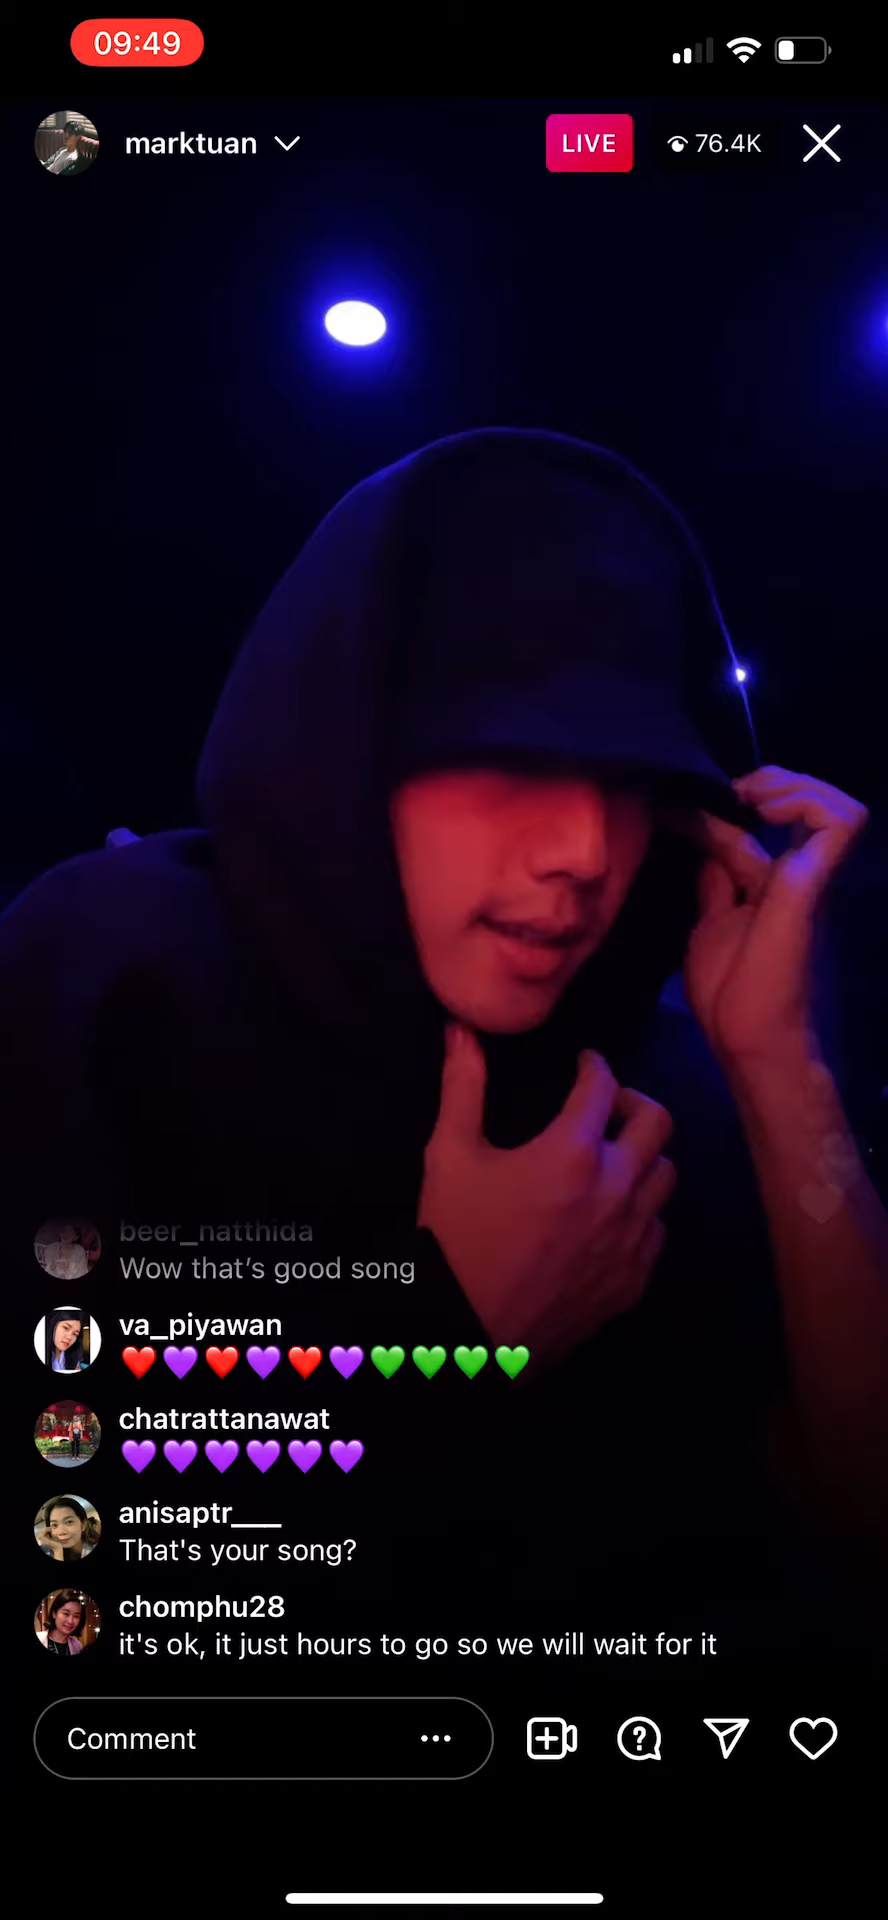 09:49
marktuan
LIVE
76.4K
beer_natthida
Wow that's good song
va_piyawan
chatrattanawat
anisaptr___
That's your song?
chomphu28
it's ok, it just hours to go so we will wait for it
Comment